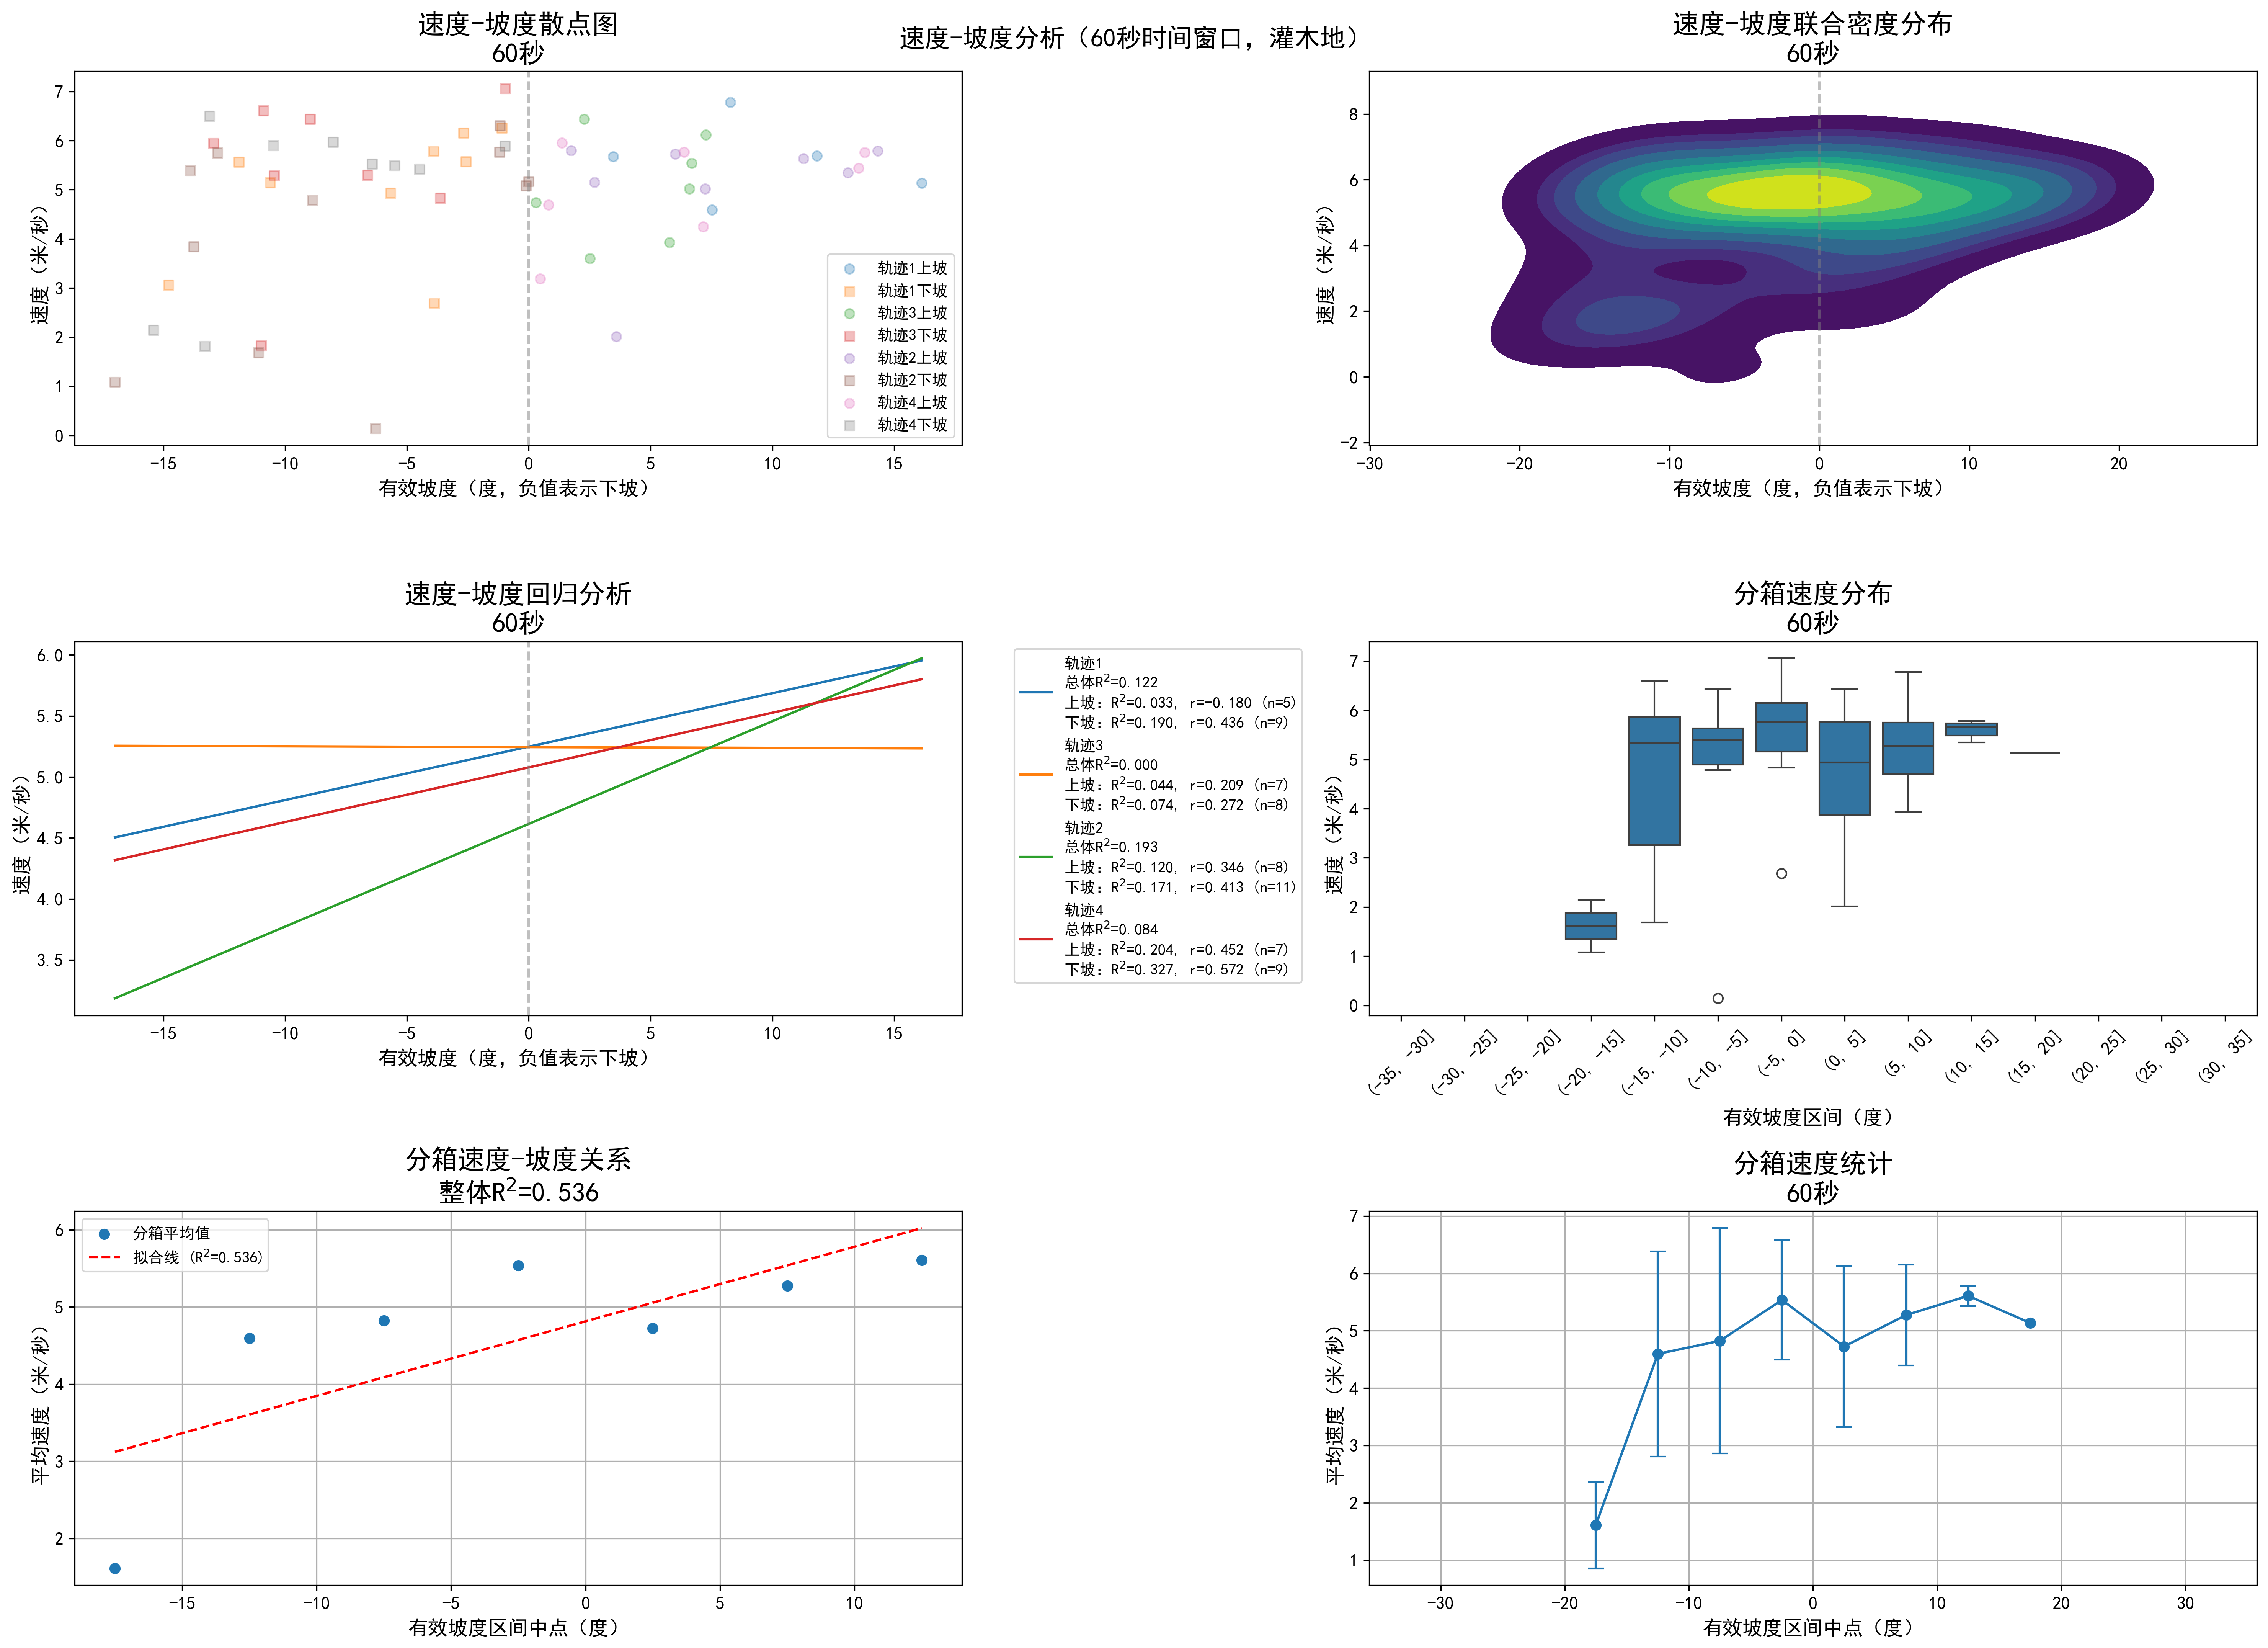 速度-坡度分析（60秒时间窗口，灌木地）
速度-坡度散点图
60秒
7
6
5
4
3
2
1
0
速度（米/秒）
轨迹1上坡
轨迹1下坡
轨迹3上坡
轨迹3下坡
轨迹2上坡
轨迹2下坡
轨迹4上坡
轨迹4下坡
−15 −10 −5 0 5 10 15
有效坡度（度，负值表示下坡）
速度-坡度联合密度分布
60秒
8
6
4
2
0
−2
速度（米/秒）
−30 −20 −10 0 10 20
有效坡度（度，负值表示下坡）
速度-坡度回归分析
60秒
6.0
5.5
5.0
4.5
4.0
3.5
速度（米/秒）
−15 −10 −5 0 5 10 15
有效坡度（度，负值表示下坡）
轨迹1
总体R²=0.122
上坡：R²=0.033, r=-0.180 (n=5)
下坡：R²=0.190, r=0.436 (n=9)
轨迹3
总体R²=0.000
上坡：R²=0.044, r=0.209 (n=7)
下坡：R²=0.074, r=0.272 (n=8)
轨迹2
总体R²=0.193
上坡：R²=0.120, r=0.346 (n=8)
下坡：R²=0.171, r=0.413 (n=11)
轨迹4
总体R²=0.084
上坡：R²=0.204, r=0.452 (n=7)
下坡：R²=0.327, r=0.572 (n=9)
分箱速度分布
60秒
7
6
5
4
3
2
1
0
速度（米/秒）
(-35, -30] (-30, -25] (-25, -20] (-20, -15] (-15, -10] (-10, -5] (-5, 0] (0, 5] (5, 10] (10, 15] (15, 20] (20, 25] (25, 30] (30, 35]
有效坡度区间（度）
分箱速度-坡度关系
整体R²=0.536
6
5
4
3
2
平均速度（米/秒）
分箱平均值
拟合线 (R²=0.536)
−15 −10 −5 0 5 10
有效坡度区间中点（度）
分箱速度统计
60秒
7
6
5
4
3
2
1
平均速度（米/秒）
−30 −20 −10 0 10 20 30
有效坡度区间中点（度）